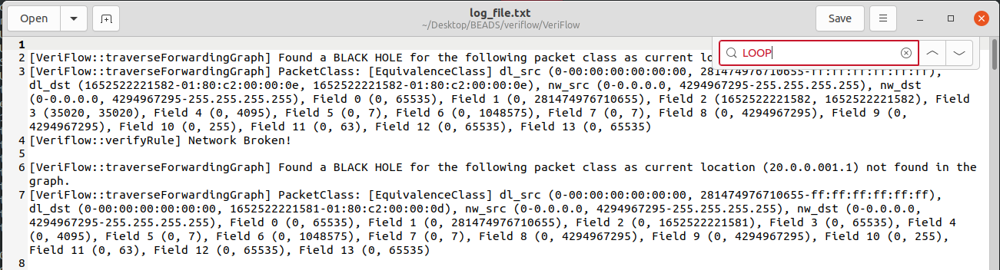 Open
log_file.txt
~/Desktop/BEADS/veriflow/VeriFlow
Save
LOOP
1
2 [VeriFlow::traverseForwardingGraph] Found a BLACK HOLE for the following packet class as current
3 [VeriFlow::traverseForwardingGraph] PacketClass: [EquivalenceClass] dl_src (0-00:00:00:00:00:00, 281474976710655-ff:ff:ff:ff:ff:ff),
dl_dst (1652522221582-01:80:c2:00:00:0e, 1652522221582-01:80:c2:00:00:0e), nw_src (0-0.0.0.0, 4294967295-255.255.255.255), nw_dst
(0-0.0.0.0, 4294967295-255.255.255.255), Field 0 (0, 65535), Field 1 (0, 281474976710655), Field 2 (1652522221582, 1652522221582), Field
3 (35020, 35020), Field 4 (0, 4095), Field 5 (0, 7), Field 6 (0, 1048575), Field 7 (0, 7), Field 8 (0, 4294967295), Field 9 (0,
4294967295), Field 10 (0, 255), Field 11 (0, 63), Field 12 (0, 65535), Field 13 (0, 65535)
4 [Veriflow::verifyRule] Network Broken!
5
6 [VeriFlow::traverseForwardingGraph] Found a BLACK HOLE for the following packet class as current location (20.0.0.001.1) not found in the
graph.
7 [VeriFlow::traverseForwardingGraph] PacketClass: [EquivalenceClass] dl_src (0-00:00:00:00:00:00, 281474976710655-ff:ff:ff:ff:ff:ff),
dl_dst (0-00:00:00:00:00:00, 1652522221581-01:80:c2:00:00:0d), nw_src (0-0.0.0.0, 4294967295-255.255.255.255), nw_dst (0-0.0.0.0,
4294967295-255.255.255.255), Field 0 (0, 65535), Field 1 (0, 281474976710655), Field 2 (0, 1652522221581), Field 3 (0, 65535), Field 4
(0, 4095), Field 5 (0, 7), Field 6 (0, 1048575), Field 7 (0, 7), Field 8 (0, 4294967295), Field 9 (0, 4294967295), Field 10 (0, 255),
Field 11 (0, 63), Field 12 (0, 65535), Field 13 (0, 65535)
8